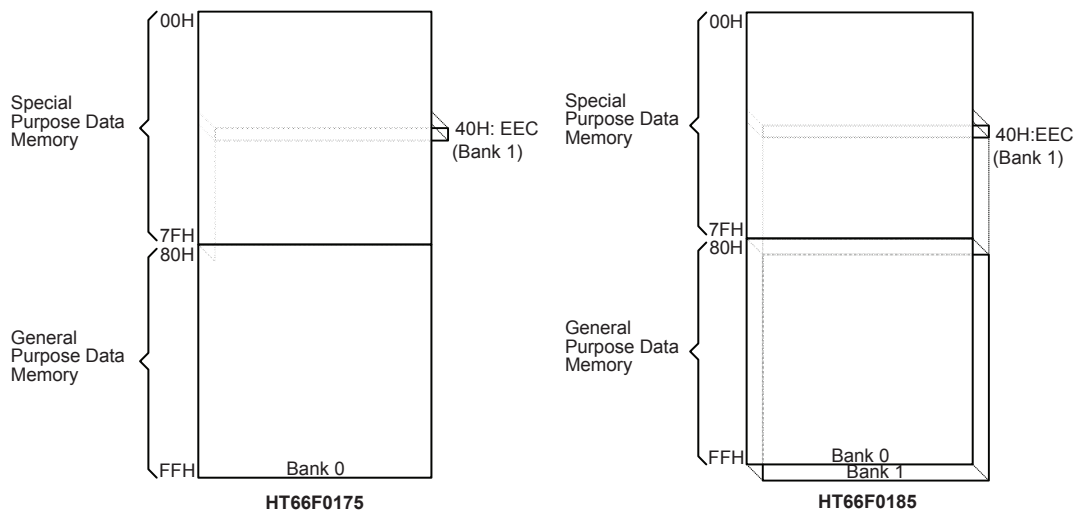 00H
Special
Purpose Data
Memory
40H: EEC
(Bank 1)
7FH
80H
General
Purpose Data
Memory
FFH
Bank 0
HT66F0175
00H
Special
Purpose Data
Memory
40H:EEC
(Bank 1)
7FH
80H
General
Purpose Data
Memory
FFH
Bank 0
Bank 1
HT66F0185